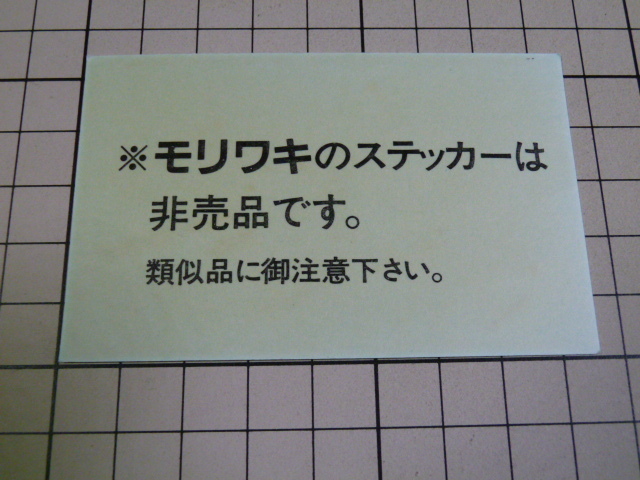 ※モリワキのステッカーは
非売品です。
類似品に御注意下さい。